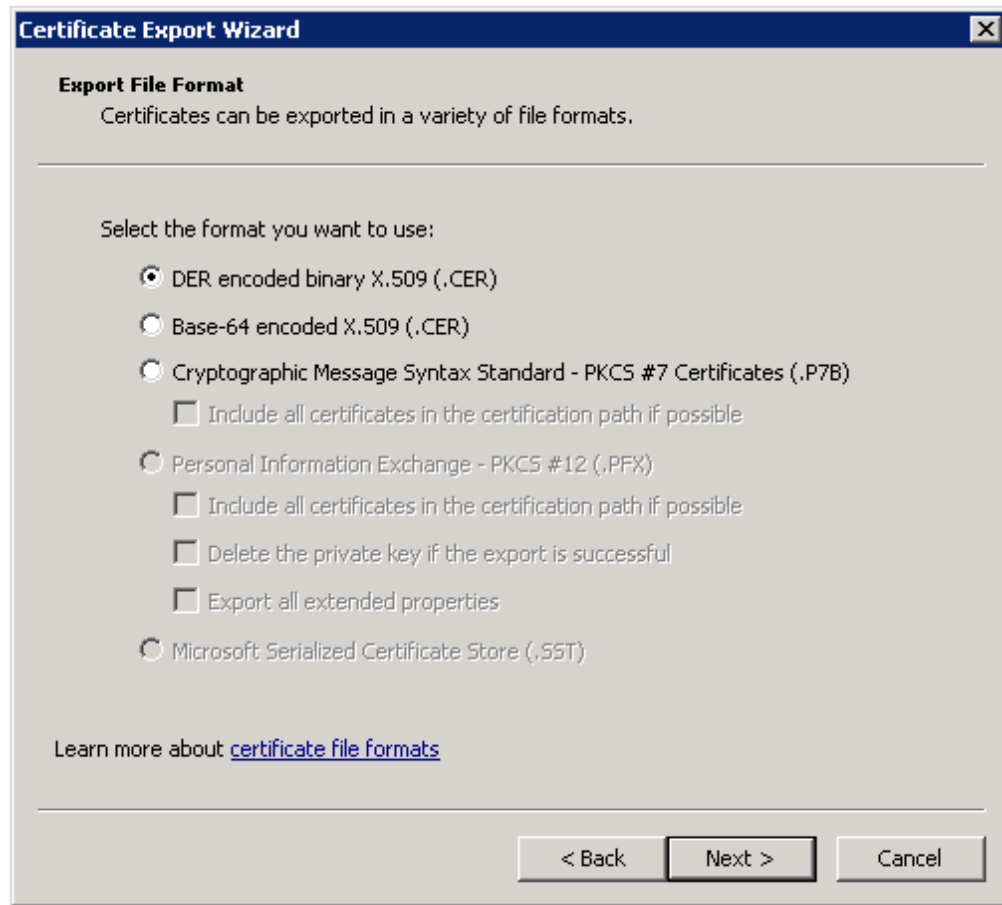 Certificate Export Wizard
Export File Format
Certificates can be exported in a variety of file formats.
Select the format you want to use:
DER encoded binary X.509 (.CER)
Base-64 encoded X.509 (.CER)
Cryptographic Message Syntax Standard - PKCS #7 Certificates (.P7B)
Include all certificates in the certification path if possible
Personal Information Exchange - PKCS #12 (.PFX)
Include all certificates in the certification path if possible
Delete the private key if the export is successful
Export all extended properties
Microsoft Serialized Certificate Store (.SST)
Learn more about certificate file formats
< Back Next > Cancel